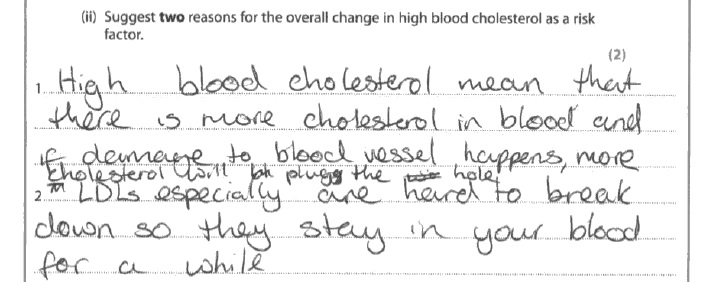 (ii) Suggest two reasons for the overall change in high blood cholesterol as a risk
factor.
(2)
1 High blood cholesterol mean that
there is more cholesterol in blood and
if damage to blood vessel happens, more
cholesterol will plugg the hole
2 LDLs especially are hard to break
down so they stay in your blood
for a while